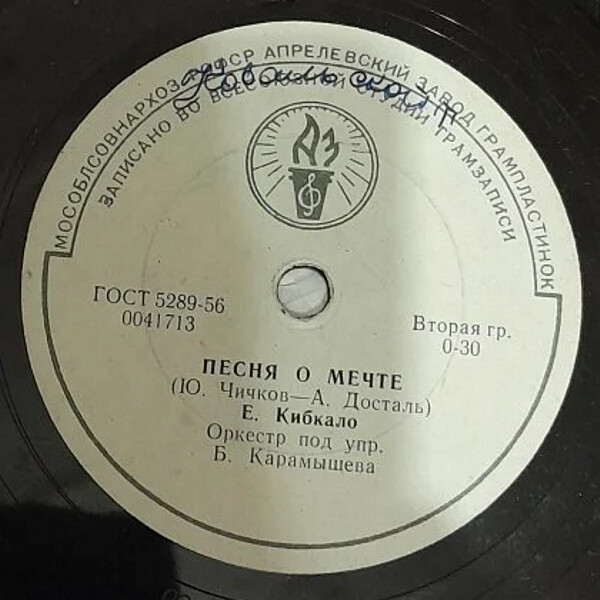 МОСОБЛСОВНАРХОЗ РСФСР АПРЕЛЕВСКИЙ ЗАВОД ГРАМПЛАСТИНОК
ЗАПИСАНО ВО ВСЕСОЮЗНОЙ СТУДИИ ГРАМЗАПИСИ
АЗ
ГОСТ 5289-56
0041713
Вторая гр.
0-30
ПЕСНЯ О МЕЧТЕ
(Ю. Чичков—А. Досталь)
Е. Кибкало
Оркестр под упр.
Б. Карамышева